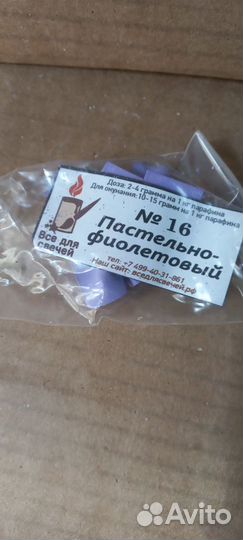 Доза: 2-4 грамма на 1 кг парафина
Для окунания: 10-15 грамм на 1 кг парафина
№ 16
Пастельно-
фиолетовый
Все для
свечей
тел: +7 499-40-31-861
Наш сайт: вседлясвечей.рф
Avito